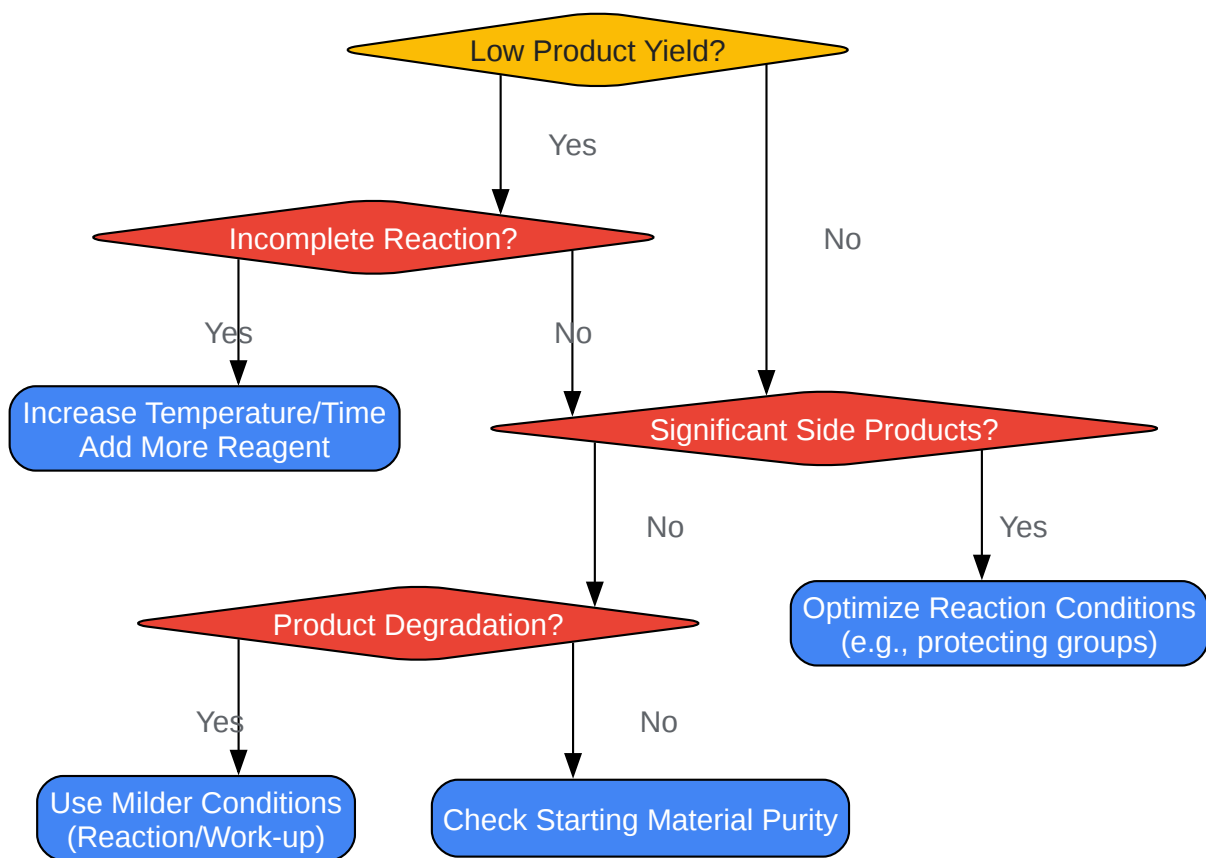 Low Product Yield?
Yes
Incomplete Reaction?
No
Yes
No
Increase Temperature/Time
Add More Reagent
Significant Side Products?
No
Yes
Optimize Reaction Conditions
(e.g., protecting groups)
Product Degradation?
Yes
No
Use Milder Conditions
(Reaction/Work-up)
Check Starting Material Purity